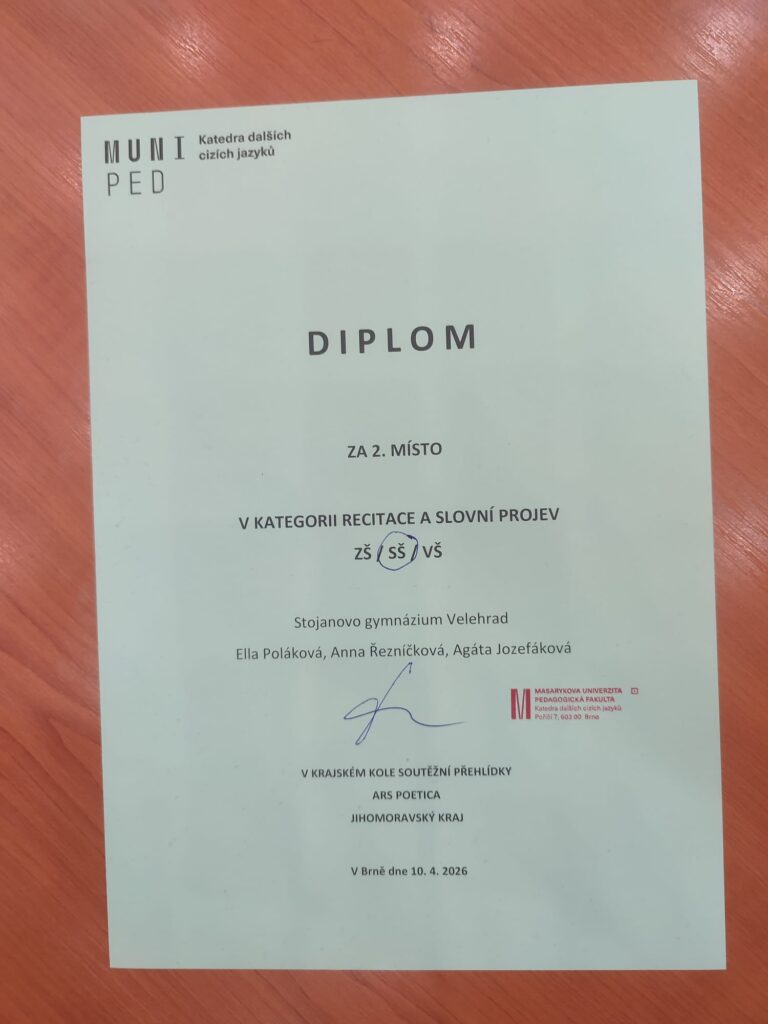 MUNI
PED
Katedra dalších
cizích jazyků
DIPLOM
ZA 2. MÍSTO
V KATEGORII RECITACE A SLOVNÍ PROJEV
ZŠ / SŠ / VŠ
Stojanovo gymnázium Velehrad
Ella Poláková, Anna Řezníčková, Agáta Jozefáková
MASARYKOVA UNIVERZITA
PEDAGOGICKÁ FAKULTA
Katedra dalších cizích jazyků
Poříčí 7, 603 00 Brno
V KRAJSKÉM KOLE SOUTĚŽNÍ PŘEHLÍDKY
ARS POETICA
JIHOMORAVSKÝ KRAJ
V Brně dne 10. 4. 2026